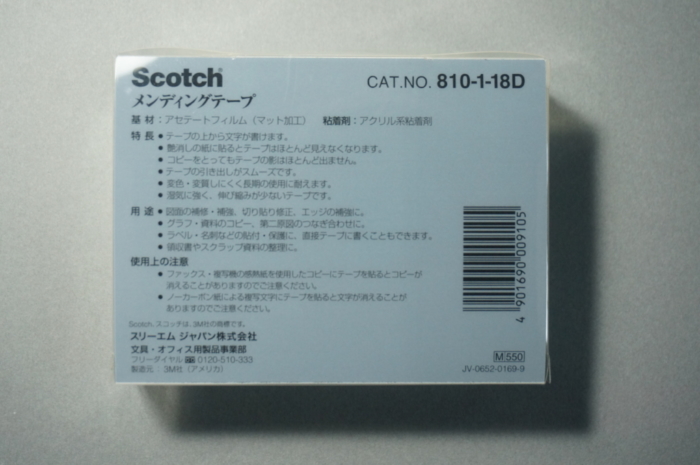 Scotch® CAT.NO. 810-1-18D
メンディングテープ
基材：アセテートフィルム（マット加工） 粘着剤：アクリル系粘着剤
特長 ● テープの上から文字が書けます。
● 艶消しの紙に貼るとテープはほとんど見えなくなります。
● コピーをとってもテープの影はほとんど出ません。
● テープの引き出しがスムーズです。
● 変色・変質しにくく長期の使用に耐えます。
● 湿気に強く、伸び縮みが少ないテープです。
用途 ● 図面の補修・補強、切り貼り修正、エッジの補強に。
● グラフ・資料のコピー、第二原図のつなぎ合わせに。
● ラベル・名刺などの貼付・保護に、直接テープに書くこともできます。
● 領収書やスクラップ資料の整理に。
使用上の注意
● ファックス・複写機の感熱紙を使用したコピーにテープを貼るとコピーが
消えることがありますのでご注意ください。
● ノーカーボン紙による複写文字にテープを貼ると文字が消えることが
ありますのでご注意ください。
Scotch、スコッチは、3M社の商標です。
スリーエム ジャパン株式会社
文具・オフィス用製品事業部
フリーダイヤル 0120-510-333
製造元：3M社（アメリカ）
4 901690 009105
M 550
JV-0652-0169-9